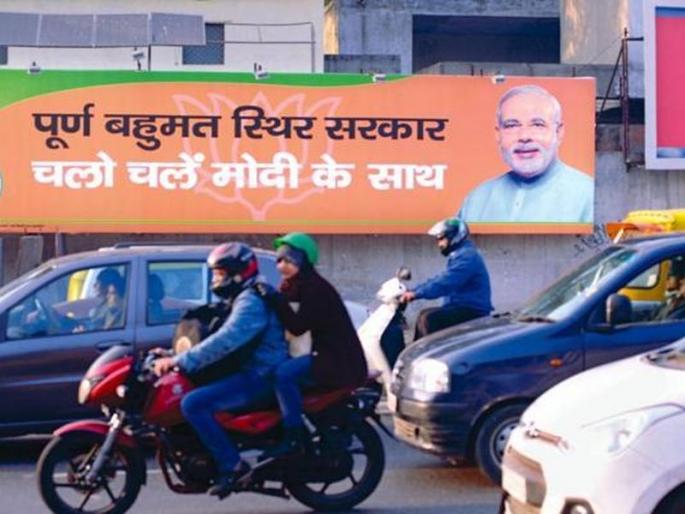 पूर्ण बहुमत स्थिर सरकार
चलो चलें मोदी के साथ